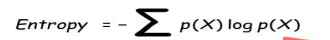 Entropy = - ∑ p(X) log p(X)